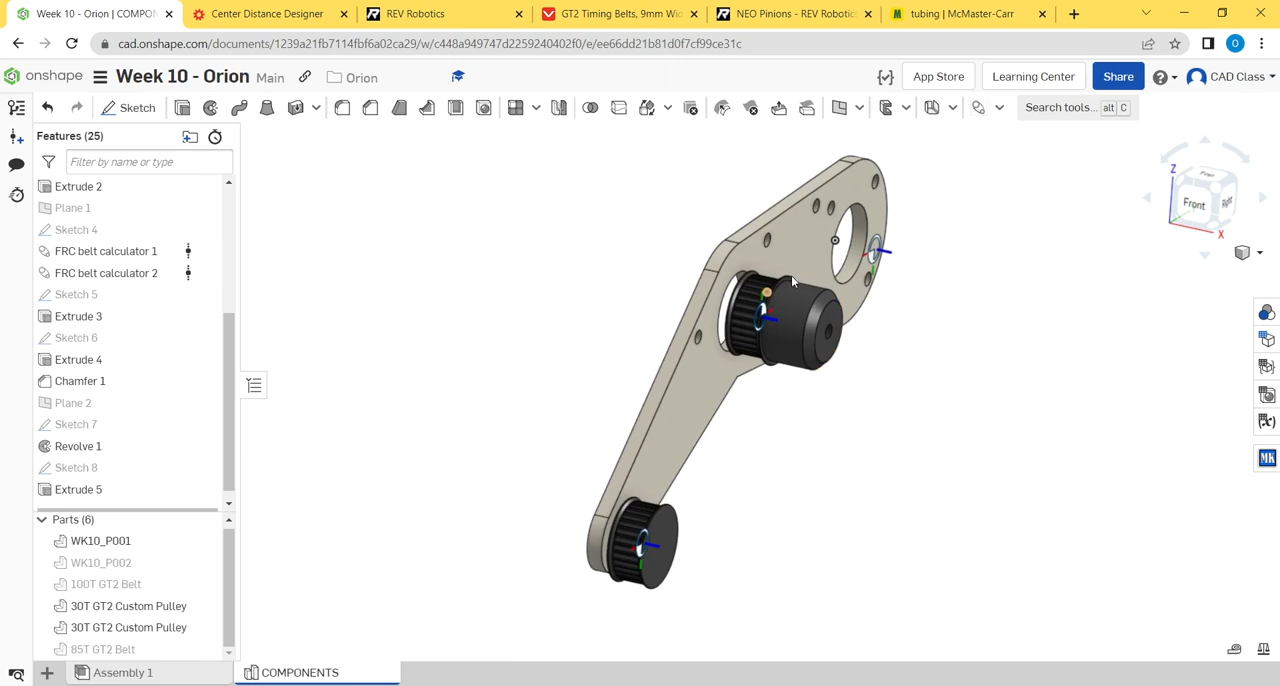 Week 10 - Orion | COMPON
Center Distance Designer
REV Robotics
GT2 Timing Belts, 9mm Wid
NEO Pinions - REV Robotic
tubing | McMaster-Carr
cad.onshape.com/documents/1239a21fb7114fbf6a02ca29/w/c448a949747d3259240402f0/e/ee66dd21b81d0f7cf99ce31c
O
onshape
Week 10 - Orion
Main
Orion
App Store
Learning Center
Share
CAD Class
Sketch
Search tools...
alt
C
Features (25)
Filter by name or type
Extrude 2
Plane 1
Sketch 4
FRC belt calculator 1
FRC belt calculator 2
Sketch 5
Extrude 3
Sketch 6
Extrude 4
Chamfer 1
Plane 2
Sketch 7
Revolve 1
Sketch 8
Extrude 5
Parts (6)
WK10_P001
WK10_P002
100T GT2 Belt
30T GT2 Custom Pulley
30T GT2 Custom Pulley
85T GT2 Belt
Z
Top
Front
Right
X
MK
Assembly 1
COMPONENTS